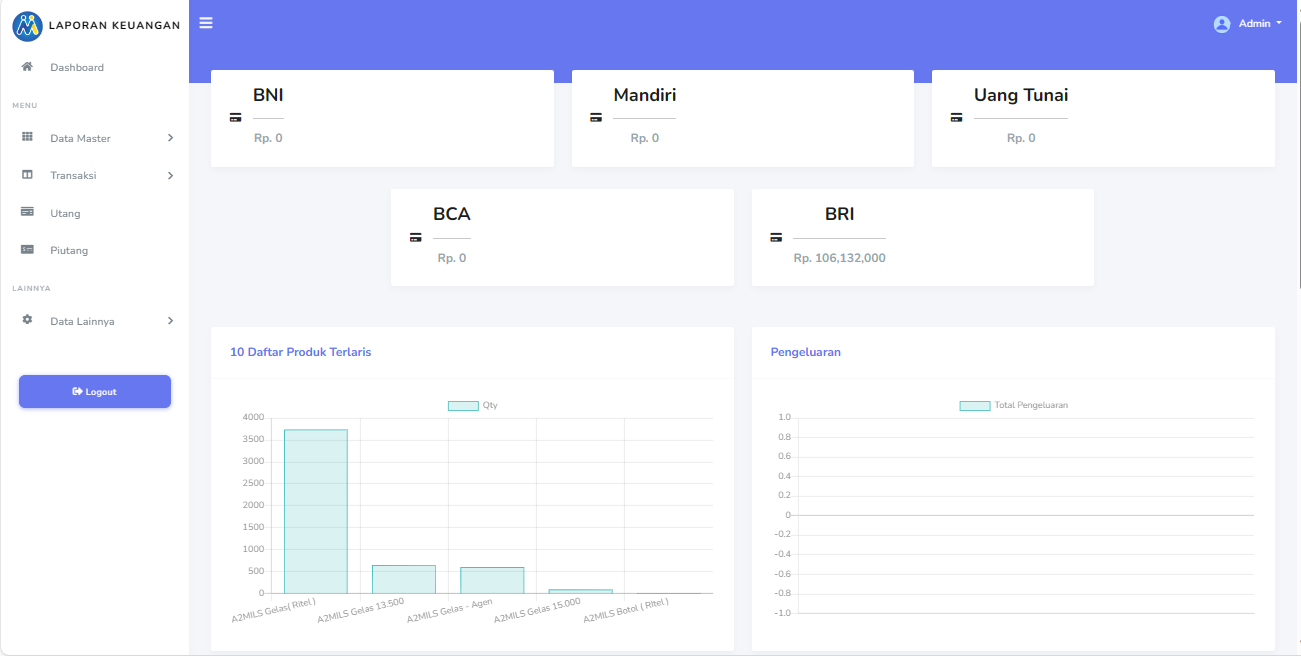 LAPORAN KEUANGAN
Admin
Dashboard
MENU
Data Master
Transaksi
Utang
Piutang
LAINNYA
Data Lainnya
Logout
BNI
Rp. 0
Mandiri
Rp. 0
Uang Tunai
Rp. 0
BCA
Rp. 0
BRI
Rp. 106,132,000
10 Daftar Produk Terlaris
Qty
4000
3500
3000
2500
2000
1500
1000
500
0
A2MILS Gelas( Ritel )
A2MILS Gelas 13.500
A2MILS Gelas - Agen
A2MILS Gelas 15.000
A2MILS Botol ( Ritel )
Pengeluaran
Total Pengeluaran
1.0
0.8
0.6
0.4
0.2
0
-0.2
-0.4
-0.6
-0.8
-1.0